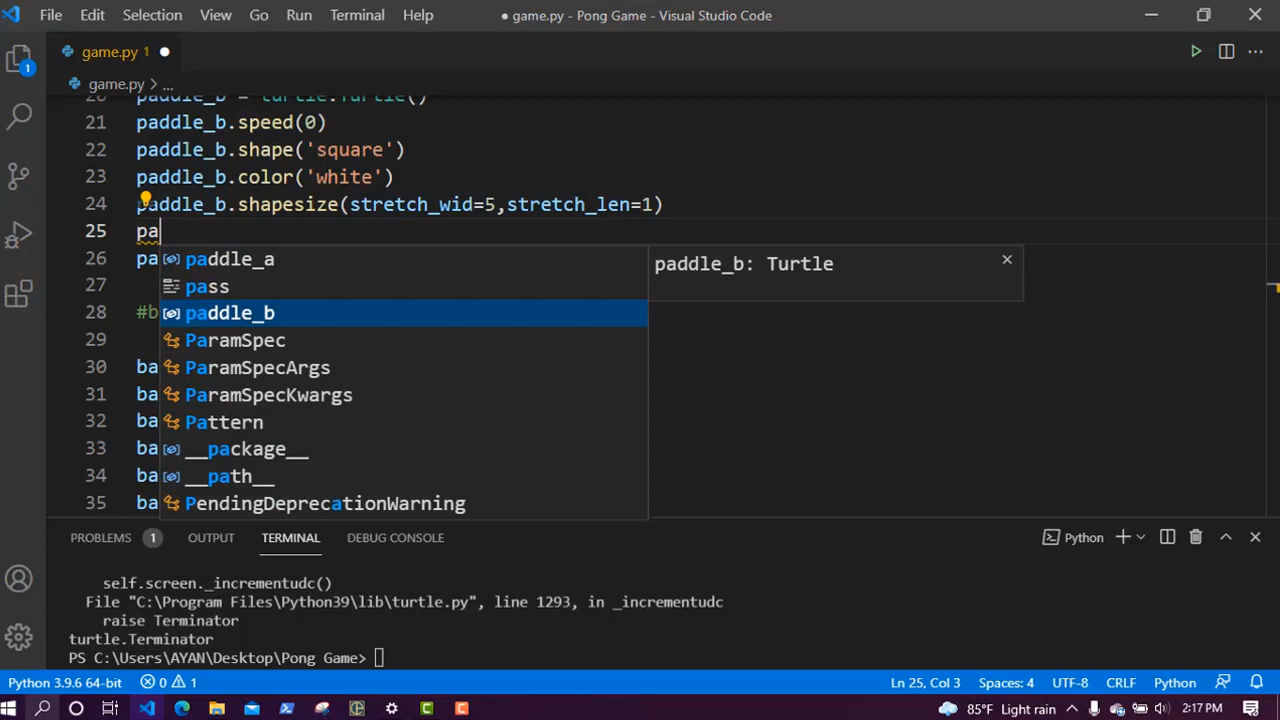 File Edit Selection View Go Run Terminal Help
● game.py - Pong Game - Visual Studio Code
game.py 1 ●
game.py > ...
20 paddle_b = turtle.Turtle()
21 paddle_b.speed(0)
22 paddle_b.shape('square')
23 paddle_b.color('white')
24 paddle_b.shapesize(stretch_wid=5,stretch_len=1)
25 pa
26 pa
27
28 #b
29
30 ba
31 ba
32 ba
33 ba
34 ba
35 ba
paddle_a
pass
paddle_b
ParamSpec
ParamSpecArgs
ParamSpecKwargs
Pattern
__package__
__path__
PendingDeprecationWarning
paddle_b: Turtle
1
PROBLEMS 1 OUTPUT TERMINAL DEBUG CONSOLE
Python
self.screen._incrementudc()
File "C:\Program Files\Python39\lib\turtle.py", line 1293, in _incrementudc
raise Terminator
turtle.Terminator
PS C:\Users\AYAN\Desktop\Pong Game>
Python 3.9.6 64-bit 0 1 Ln 25, Col 3 Spaces: 4 UTF-8 CRLF Python
85°F Light rain 2:17 PM